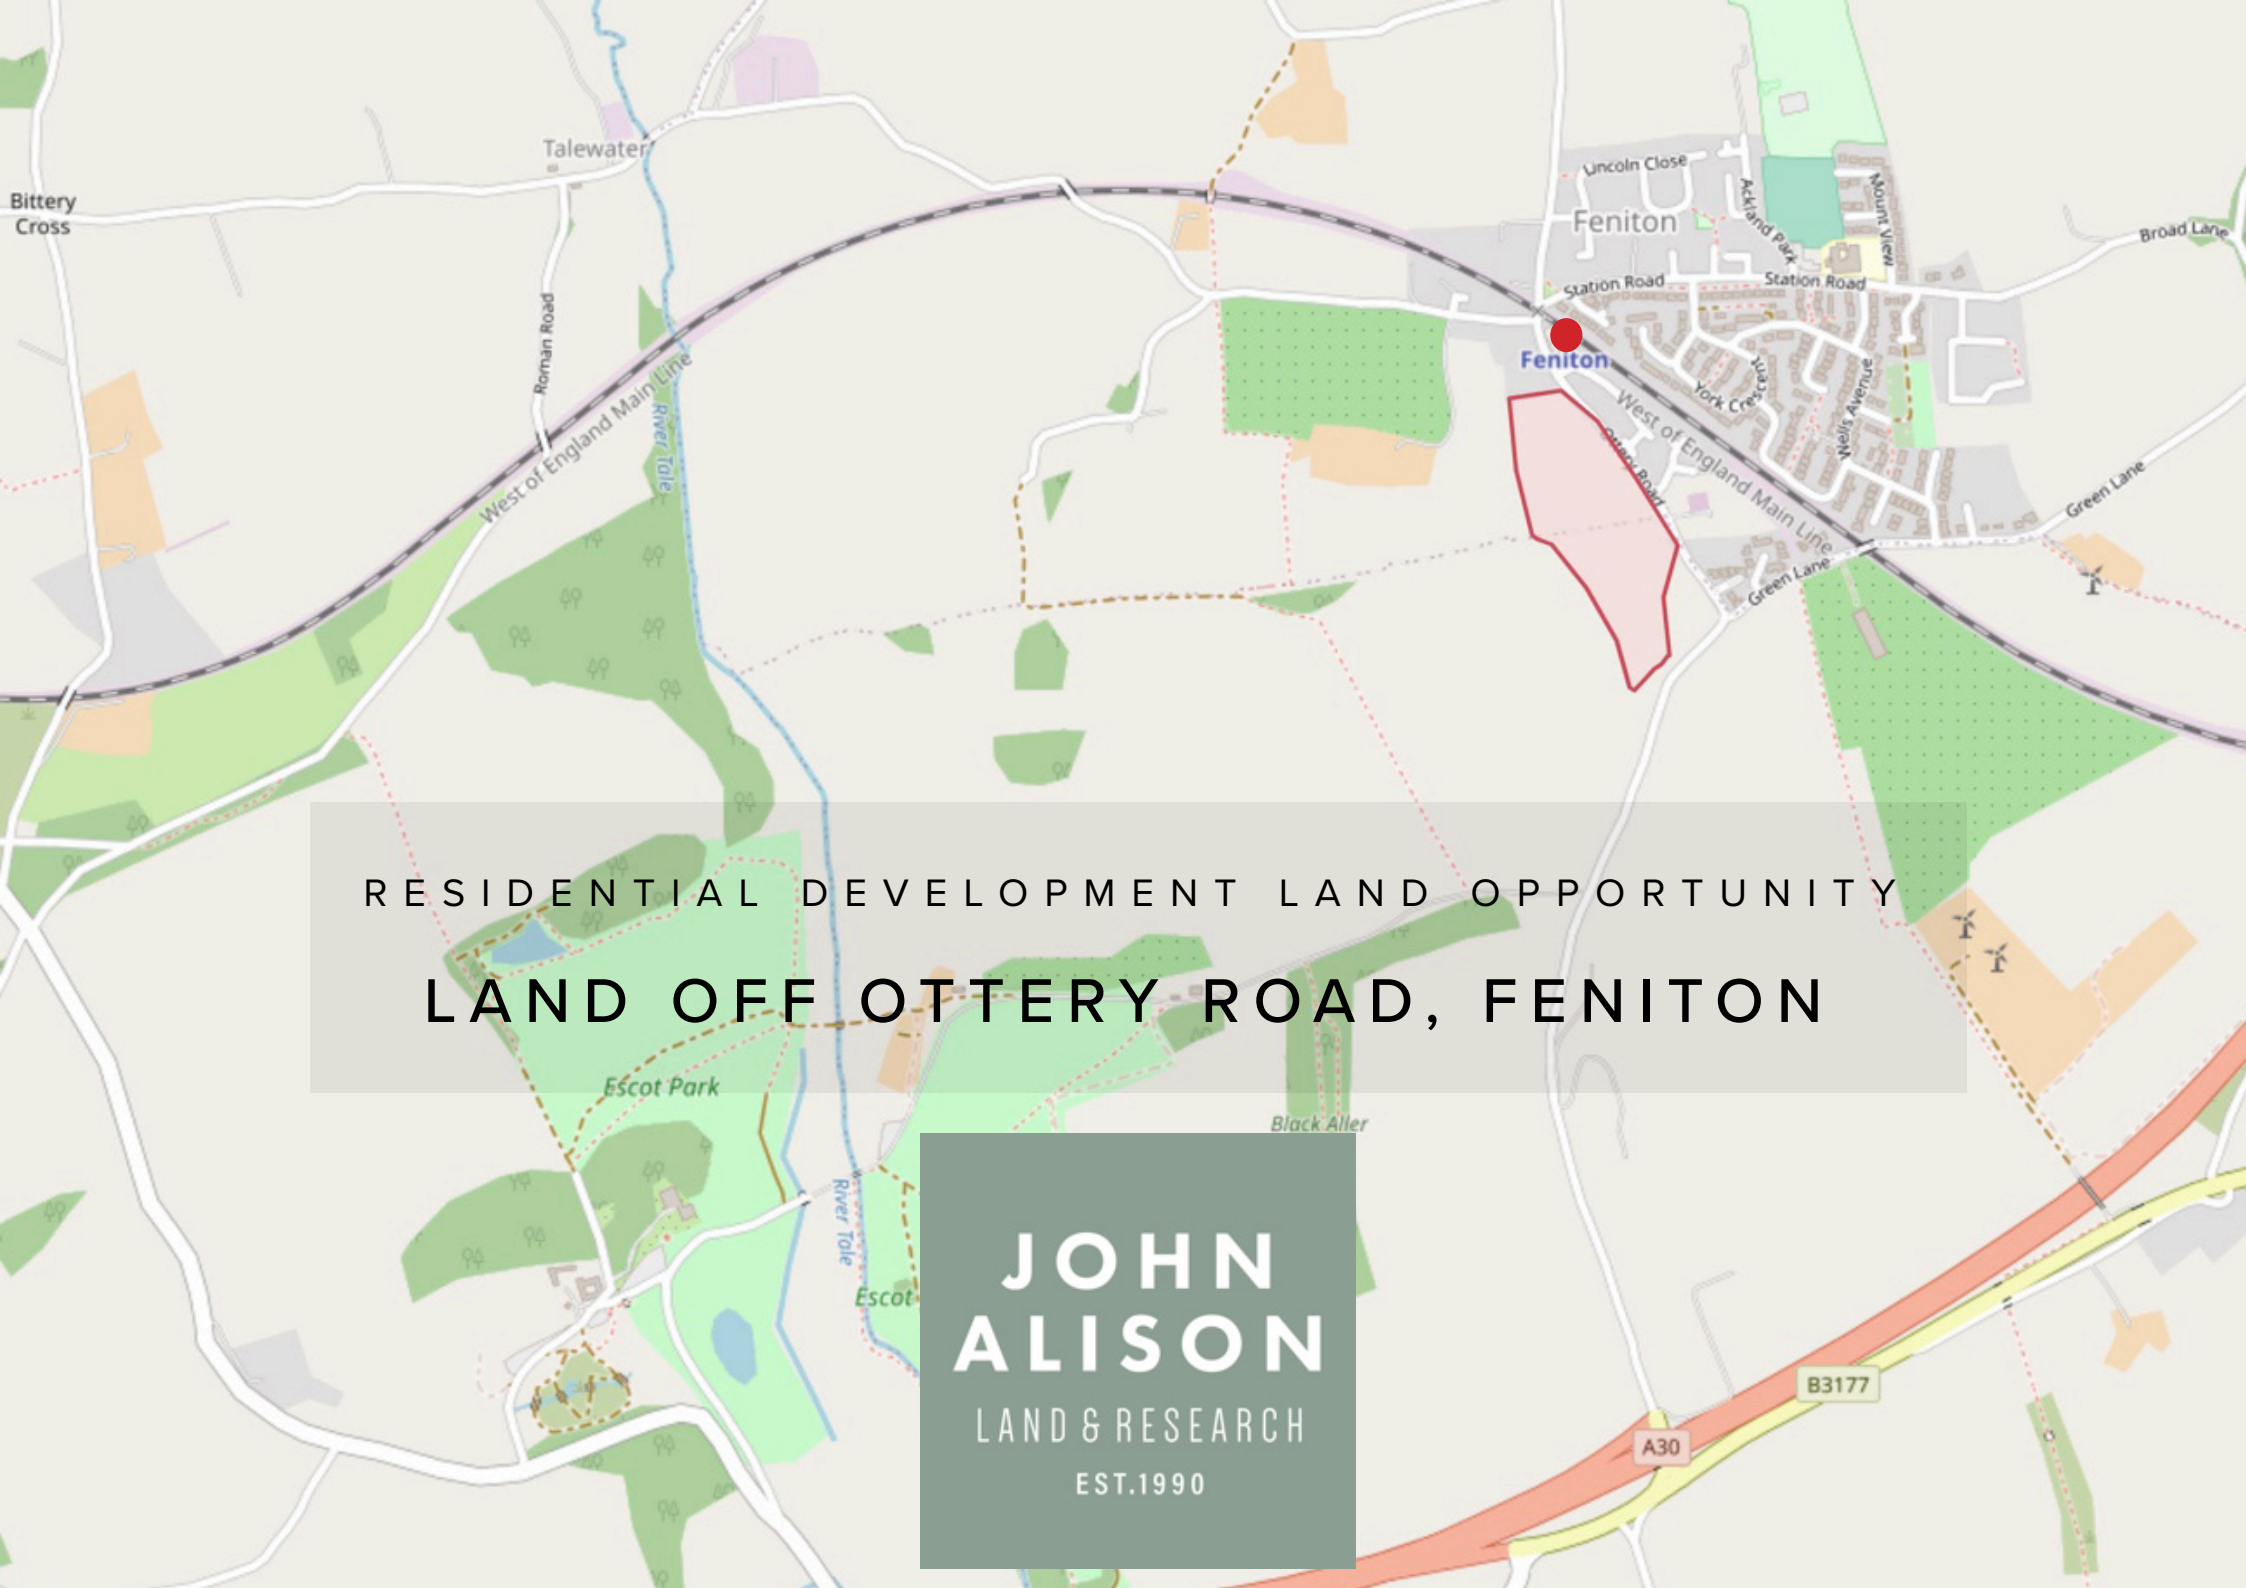 Talewater
Bittery
Cross
Lincoln Close
Ackland Park
Mount View
Feniton
Broad Lane
Station Road
Station Road
Roman Road
Feniton
West of England Main Line
River Tale
York Crescent
Wells Avenue
West of England Main Line
Ottery Road
Green Lane
Green Lane
RESIDENTIAL DEVELOPMENT LAND OPPORTUNITY
LAND OFF OTTERY ROAD, FENITON
Escot Park
Black Aller
River Tale
Escot
JOHN
ALISON
LAND & RESEARCH
EST.1990
B3177
A30